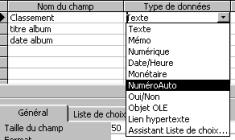 Nom du champ Type de données
Classement Texte
titre album Texte
date album Mémo
Numérique
Date/Heure
Monétaire
NuméroAuto
Oui/Non
Objet OLE
Lien hypertexte
Assistant Liste de choix...
Général Liste de choix
Taille du champ 50
Format